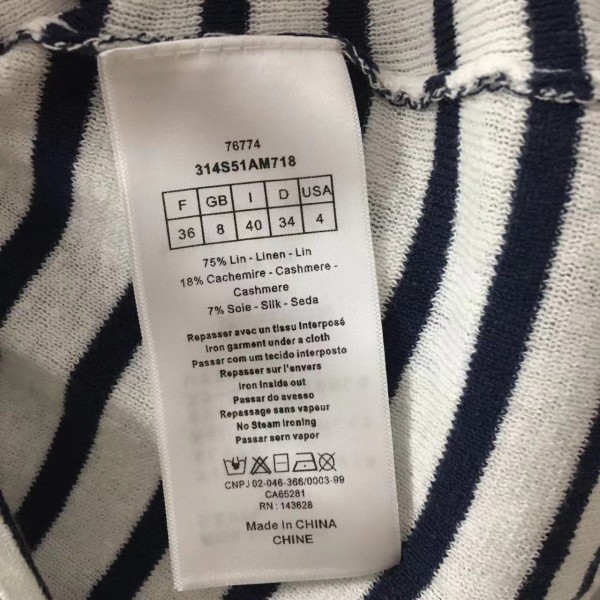 76774
314S51AM718
F GB I D USA
36 8 40 34 4
75% Lin - Linen - Lin
18% Cachemire - Cashmere -
Cashmere
7% Soie - Silk - Seda
Repasser avec un tissu interposé
Iron garment under a cloth
Passar com um tecido interposto
Repasser sur l'envers
Iron inside out
Passar do avesso
Repassage sans vapeur
No Steam Ironing
Passar sem vapor
CNPJ 02-046-366/0003-99
CA65281
RN : 143628
Made In CHINA
CHINE